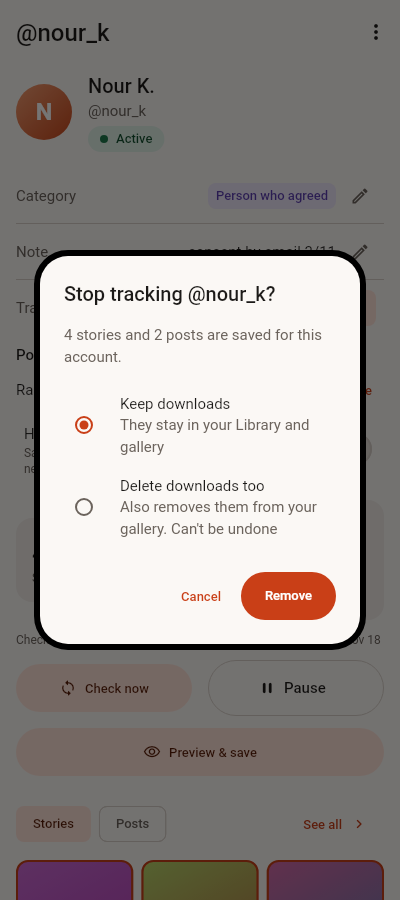 @nour_k
N
Nour K.
@nour_k
Active
Category
Person who agreed
Note
Stop tracking @nour_k?
4 stories and 2 posts are saved for this
account.
Keep downloads
They stay in your Library and
gallery
Delete downloads too
Also removes them from your
gallery. Can't be undone
Cancel
Remove
18
Check now
Pause
Preview & save
Stories
Posts
See all